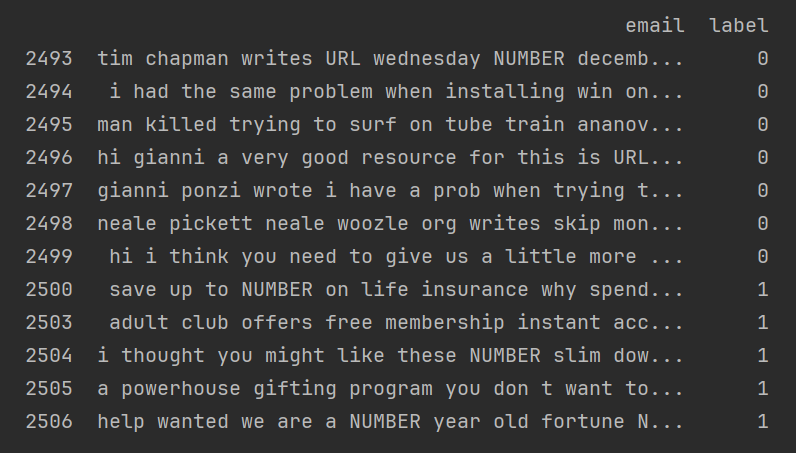 email label
2493 tim chapman writes URL wednesday NUMBER decemb... 0
2494 i had the same problem when installing win on... 0
2495 man killed trying to surf on tube train ananov... 0
2496 hi gianni a very good resource for this is URL... 0
2497 gianni ponzi wrote i have a prob when trying t... 0
2498 neale pickett neale woozle org writes skip mon... 0
2499 hi i think you need to give us a little more ... 0
2500 save up to NUMBER on life insurance why spend... 1
2503 adult club offers free membership instant acc... 1
2504 i thought you might like these NUMBER slim dow... 1
2505 a powerhouse gifting program you don t want to... 1
2506 help wanted we are a NUMBER year old fortune N... 1